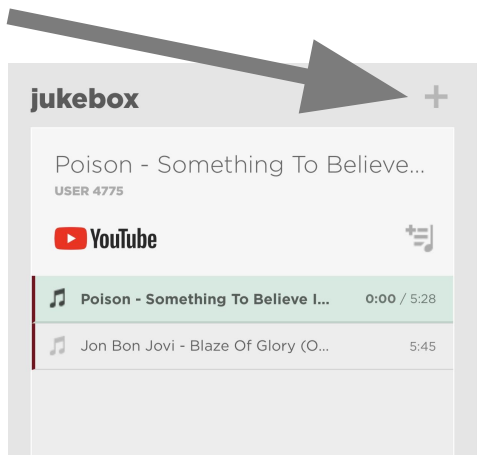 jukebox
Poison - Something To Believe...
USER 4775
YouTube
Poison - Something To Believe I... 0:00 / 5:28
Jon Bon Jovi - Blaze Of Glory (O... 5:45